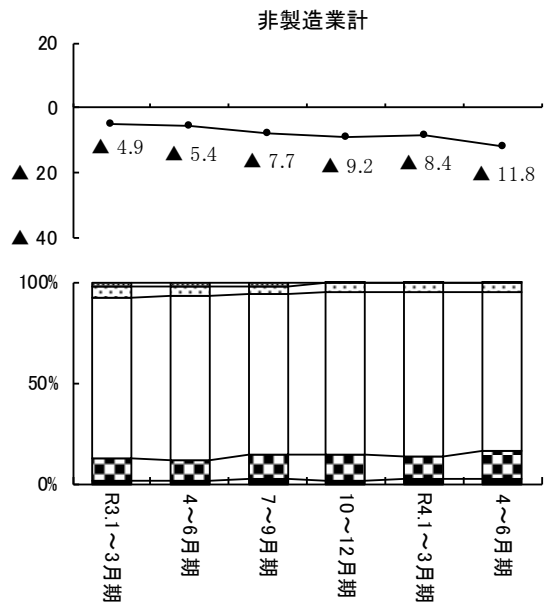 非製造業計
20
0
▲ 20
▲ 40
▲ 4.9
▲ 5.4
▲ 7.7
▲ 9.2
▲ 8.4
▲ 11.8
100%
50%
0%
R3.1～3月期
4～6月期
7～9月期
10～12月期
R4.1～3月期
4～6月期